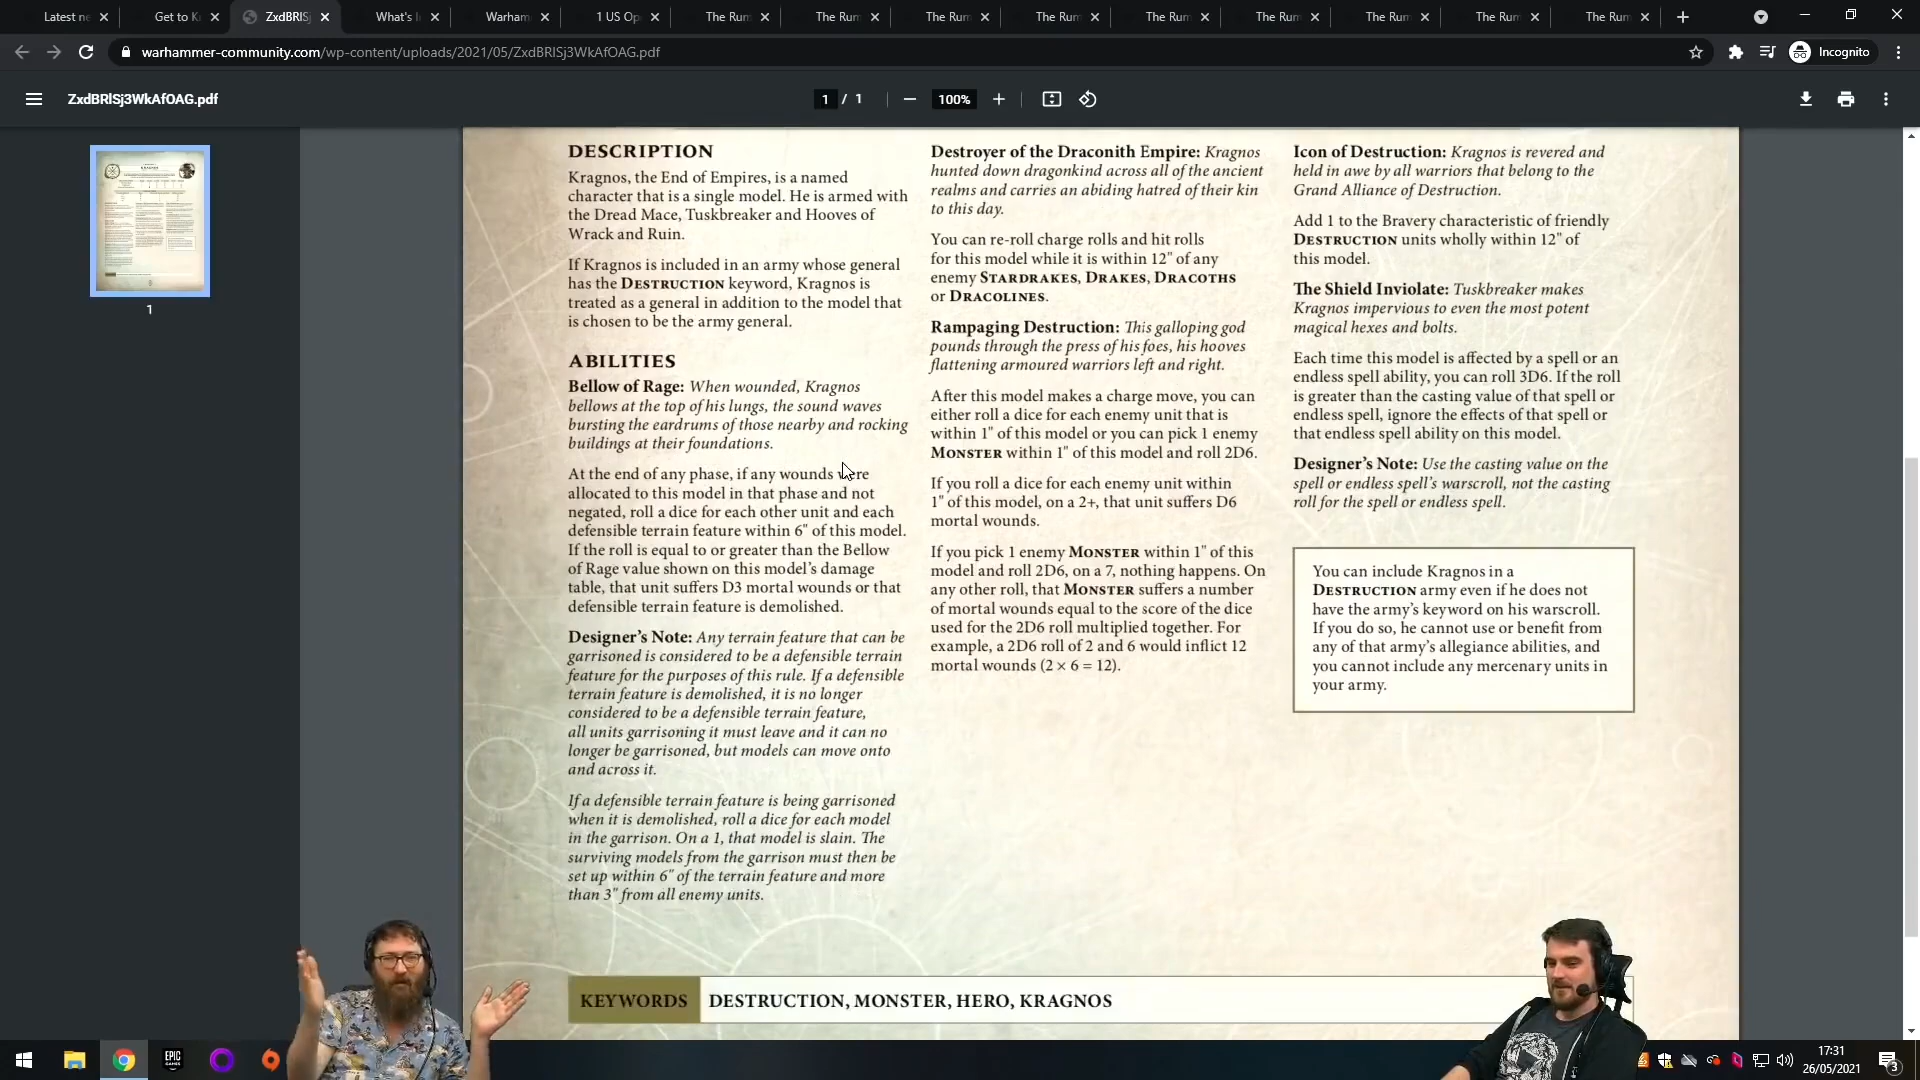 Latest ne
Get to K
ZxdBRlSj
What's I
Warham
1 US Op
The Rum
The Rum
The Rum
The Rum
The Rum
The Rum
The Rum
The Rum
The Rum
warhammer-community.com/wp-content/uploads/2021/05/ZxdBRlSj3WkAfOAG.pdf
Incognito
ZxdBRlSj3WkAfOAG.pdf
1 / 1
100%
1
DESCRIPTION
Kragnos, the End of Empires, is a named
character that is a single model. He is armed with
the Dread Mace, Tuskbreaker and Hooves of
Wrack and Ruin.
If Kragnos is included in an army whose general
has the DESTRUCTION keyword, Kragnos is
treated as a general in addition to the model that
is chosen to be the army general.
ABILITIES
Bellow of Rage: When wounded, Kragnos
bellows at the top of his lungs, the sound waves
bursting the eardrums of those nearby and rocking
buildings at their foundations.
At the end of any phase, if any wounds were
allocated to this model in that phase and not
negated, roll a dice for each other unit and each
defensible terrain feature within 6" of this model.
If the roll is equal to or greater than the Bellow
of Rage value shown on this model's damage
table, that unit suffers D3 mortal wounds or that
defensible terrain feature is demolished.
Designer's Note: Any terrain feature that can be
garrisoned is considered to be a defensible terrain
feature for the purposes of this rule. If a defensible
terrain feature is demolished, it is no longer
considered to be a defensible terrain feature,
all units garrisoning it must leave and it can no
longer be garrisoned, but models can move onto
and across it.
If a defensible terrain feature is being garrisoned
when it is demolished, roll a dice for each model
in the garrison. On a 1, that model is slain. The
surviving models from the garrison must then be
set up within 6" of the terrain feature and more
than 3" from all enemy units.
Destroyer of the Draconith Empire: Kragnos
hunted down dragonkind across all of the ancient
realms and carries an abiding hatred of their kin
to this day.
You can re-roll charge rolls and hit rolls
for this model while it is within 12" of any
enemy STARDRAKES, DRAKES, DRACOTHS
or DRACOLINES.
Rampaging Destruction: This galloping god
pounds through the press of his foes, his hooves
flattening armoured warriors left and right.
After this model makes a charge move, you can
either roll a dice for each enemy unit that is
within 1" of this model or you can pick 1 enemy
MONSTER within 1" of this model and roll 2D6.
If you roll a dice for each enemy unit within
1" of this model, on a 2+, that unit suffers D6
mortal wounds.
If you pick 1 enemy MONSTER within 1" of this
model and roll 2D6, on a 7, nothing happens. On
any other roll, that MONSTER suffers a number
of mortal wounds equal to the score of the dice
used for the 2D6 roll multiplied together. For
example, a 2D6 roll of 2 and 6 would inflict 12
mortal wounds (2 × 6 = 12).
Icon of Destruction: Kragnos is revered and
held in awe by all warriors that belong to the
Grand Alliance of Destruction.
Add 1 to the Bravery characteristic of friendly
DESTRUCTION units wholly within 12" of
this model.
The Shield Inviolate: Tuskbreaker makes
Kragnos impervious to even the most potent
magical hexes and bolts.
Each time this model is affected by a spell or an
endless spell ability, you can roll 3D6. If the roll
is greater than the casting value of that spell or
endless spell, ignore the effects of that spell or
that endless spell ability on this model.
Designer's Note: Use the casting value on the
spell or endless spell's warscroll, not the casting
roll for the spell or endless spell.
You can include Kragnos in a
DESTRUCTION army even if he does not
have the army's keyword on his warscroll.
If you do so, he cannot use or benefit from
any of that army's allegiance abilities, and
you cannot include any mercenary units in
your army.
KEYWORDS DESTRUCTION, MONSTER, HERO, KRAGNOS
EPIC
GAMES
17:31
26/05/2021
3